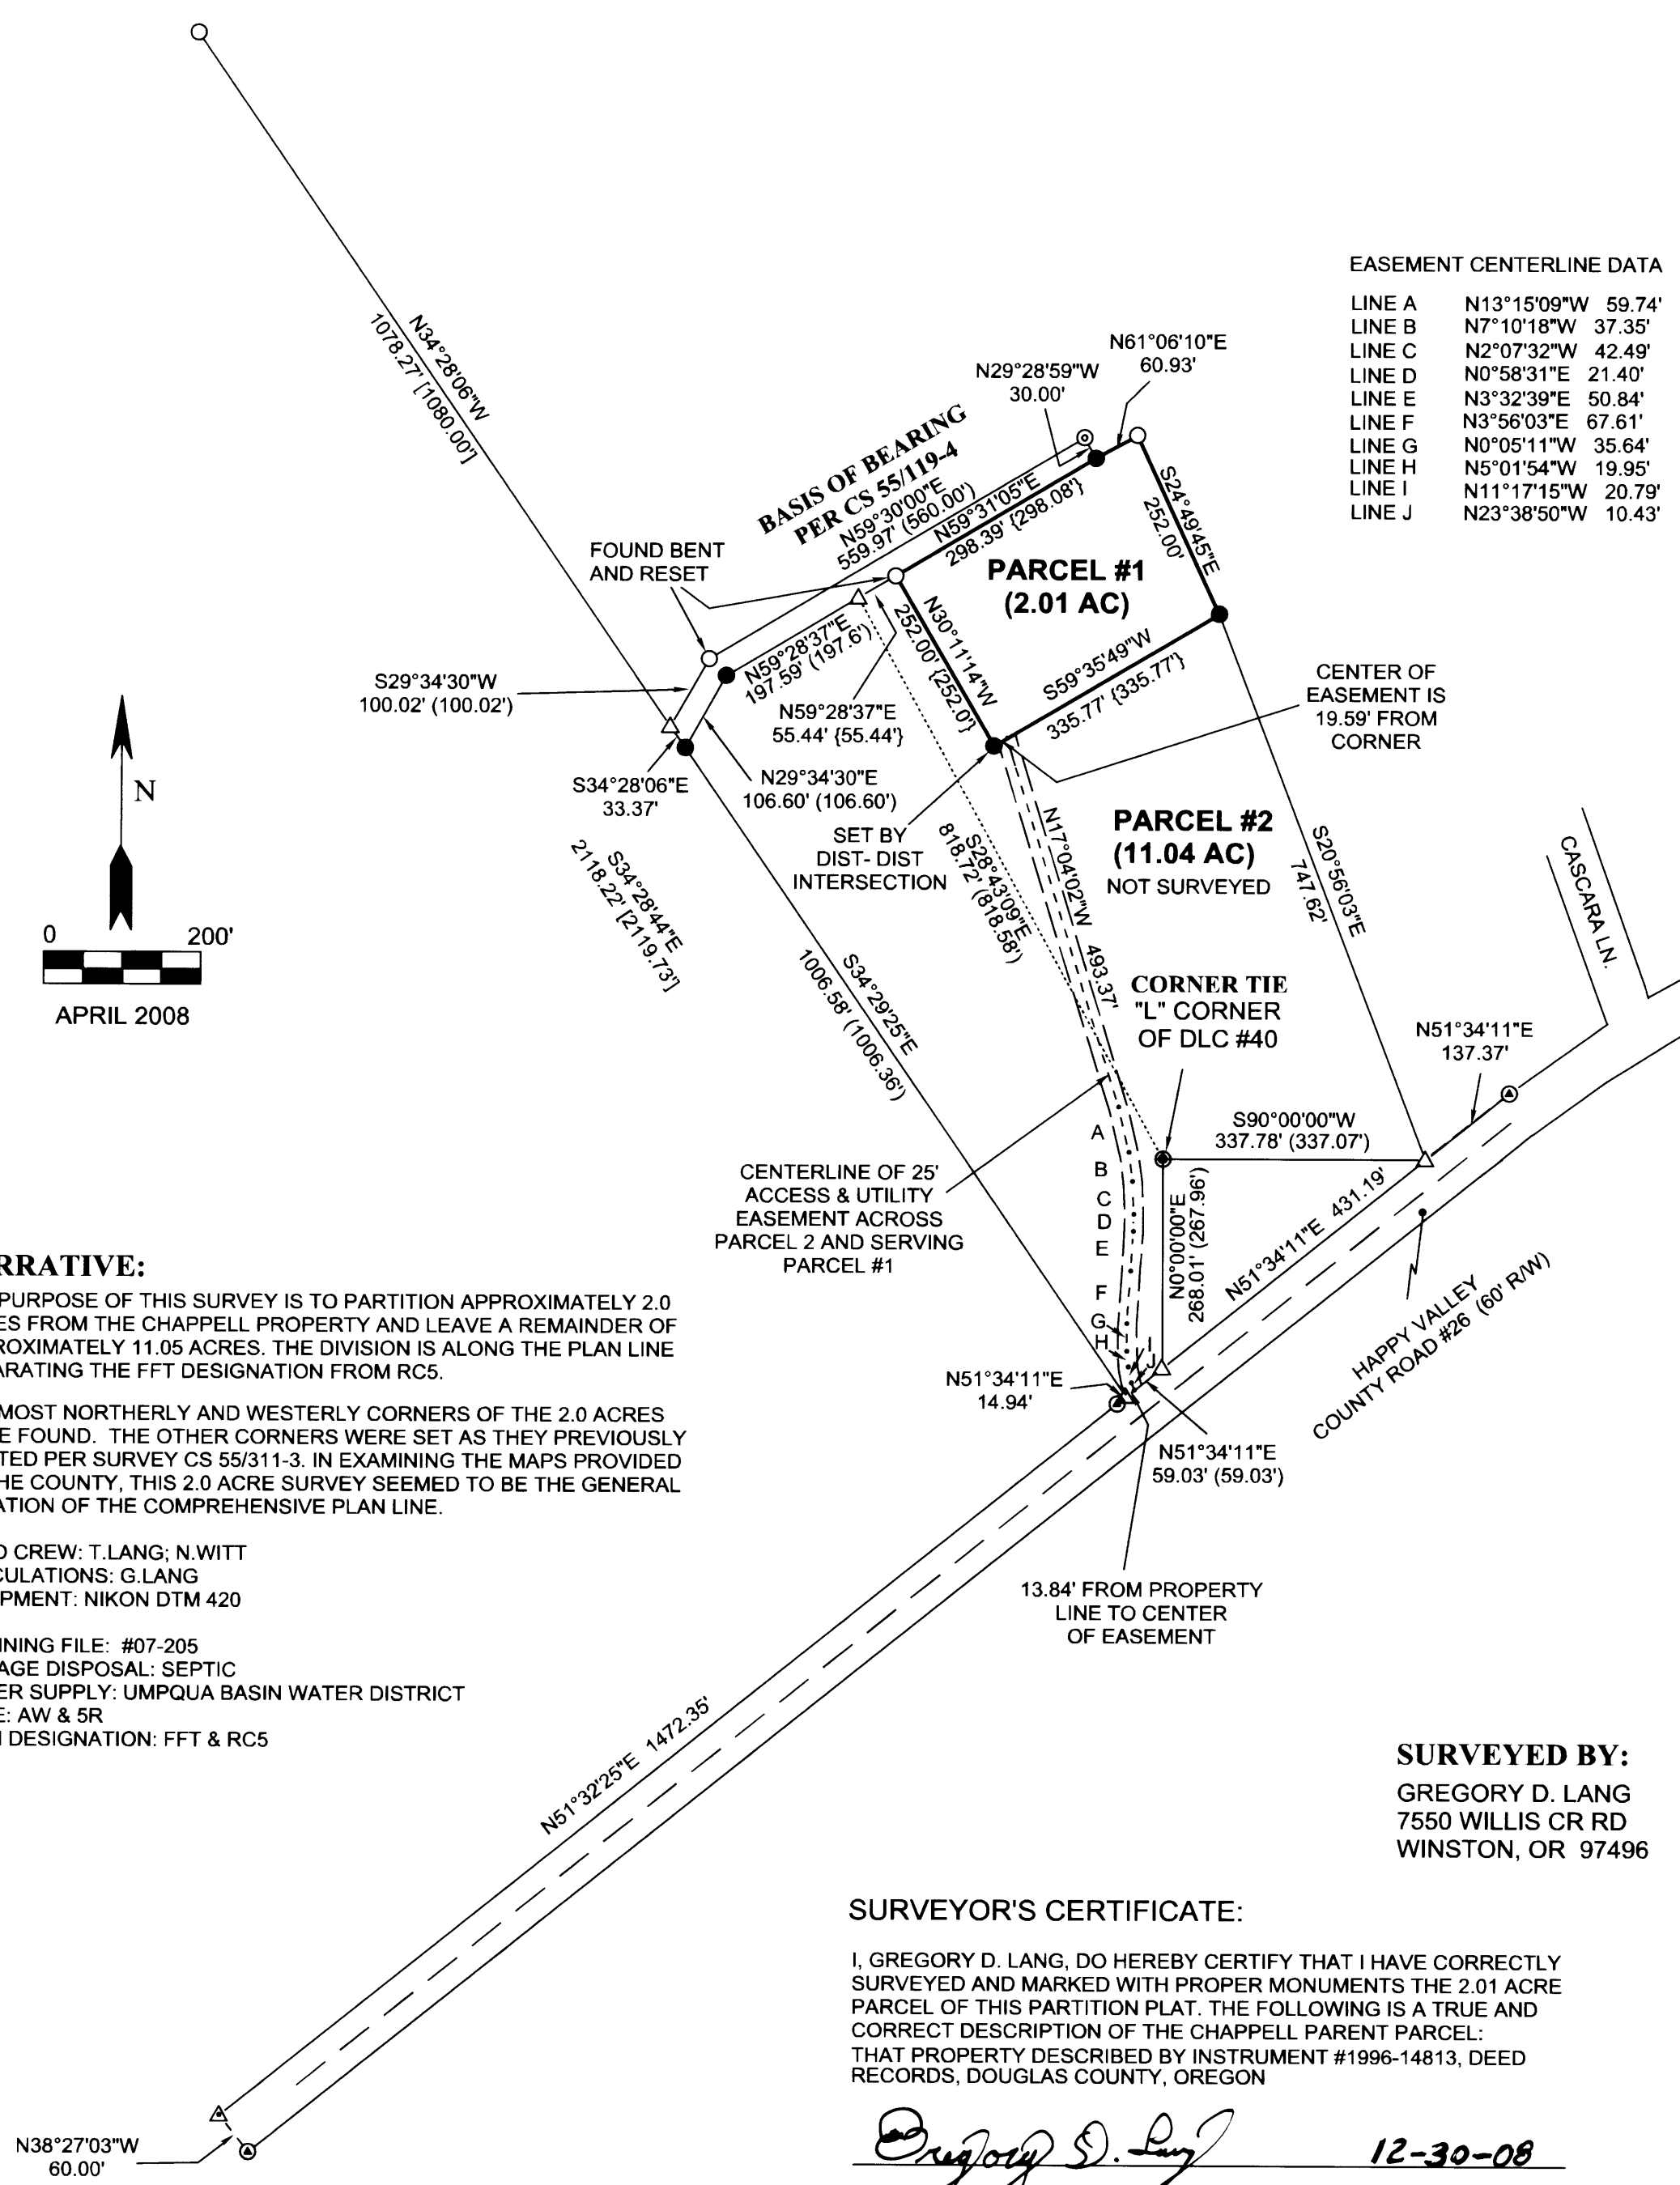 EASEMENT CENTERLINE DATA
LINE A N13°15'09"W 59.74'
LINE B N7°10'18"W 37.35'
LINE C N2°07'32"W 42.49'
LINE D N0°58'31"E 21.40'
LINE E N3°32'39"E 50.84'
LINE F N3°56'03"E 67.61'
LINE G N0°05'11"W 35.64'
LINE H N5°01'54"W 19.95'
LINE I N11°17'15"W 20.79'
LINE J N23°38'50"W 10.43'
N34°28'06"W
1078.27' [1080.00']
N61°06'10"E
60.93'
N29°28'59"W
30.00'
BASIS OF BEARING
PER CS 55/119-4
N59°30'00"E
559.97' (560.00')
N59°31'05"E
298.39' {298.08'}
S24°49'45"E
252.00'
FOUND BENT
AND RESET
PARCEL #1
(2.01 AC)
N30°11'14"W
252.00' {252.0'}
N59°28'37"E
197.59' (197.6')
S59°35'49"W
335.77' {335.77'}
S29°34'30"W
100.02' (100.02')
N59°28'37"E
55.44' {55.44'}
CENTER OF
EASEMENT IS
19.59' FROM
CORNER
S34°28'06"E
33.37'
N29°34'30"E
106.60' (106.60')
N
SET BY
DIST- DIST
INTERSECTION
PARCEL #2
(11.04 AC)
NOT SURVEYED
N17°04'02"W 493.37'
S28°43'09"E
818.72' (818.58')
S20°56'03"E
747.62'
CASCARA LN.
S34°28'44"E
2118.22' [2119.73']
0 200'
APRIL 2008
S34°29'25"E
1006.58' (1006.36')
CORNER TIE
"L" CORNER
OF DLC #40
N51°34'11"E
137.37'
S90°00'00"W
337.78' (337.07')
A
B
C
D
E
F
G
H
I
J
CENTERLINE OF 25'
ACCESS & UTILITY
EASEMENT ACROSS
PARCEL 2 AND SERVING
PARCEL #1
N0°00'00"E
268.01' (267.96')
N51°34'11"E 431.19'
HAPPY VALLEY
COUNTY ROAD #26 (60' R/W)
N51°34'11"E
14.94'
N51°34'11"E
59.03' (59.03')
13.84' FROM PROPERTY
LINE TO CENTER
OF EASEMENT
RRATIVE:
PURPOSE OF THIS SURVEY IS TO PARTITION APPROXIMATELY 2.0
ES FROM THE CHAPPELL PROPERTY AND LEAVE A REMAINDER OF
ROXIMATELY 11.05 ACRES. THE DIVISION IS ALONG THE PLAN LINE
ARATING THE FFT DESIGNATION FROM RC5.
MOST NORTHERLY AND WESTERLY CORNERS OF THE 2.0 ACRES
E FOUND. THE OTHER CORNERS WERE SET AS THEY PREVIOUSLY
TED PER SURVEY CS 55/311-3. IN EXAMINING THE MAPS PROVIDED
HE COUNTY, THIS 2.0 ACRE SURVEY SEEMED TO BE THE GENERAL
ATION OF THE COMPREHENSIVE PLAN LINE.
D CREW: T.LANG; N.WITT
CULATIONS: G.LANG
PMENT: NIKON DTM 420
NING FILE: #07-205
AGE DISPOSAL: SEPTIC
ER SUPPLY: UMPQUA BASIN WATER DISTRICT
E: AW & 5R
DESIGNATION: FFT & RC5
N51°32'25"E 1472.35'
N38°27'03"W
60.00'
SURVEYED BY:
GREGORY D. LANG
7550 WILLIS CR RD
WINSTON, OR 97496
SURVEYOR'S CERTIFICATE:
I, GREGORY D. LANG, DO HEREBY CERTIFY THAT I HAVE CORRECTLY
SURVEYED AND MARKED WITH PROPER MONUMENTS THE 2.01 ACRE
PARCEL OF THIS PARTITION PLAT. THE FOLLOWING IS A TRUE AND
CORRECT DESCRIPTION OF THE CHAPPELL PARENT PARCEL:
THAT PROPERTY DESCRIBED BY INSTRUMENT #1996-14813, DEED
RECORDS, DOUGLAS COUNTY, OREGON
Gregory D. Lang 12-30-08